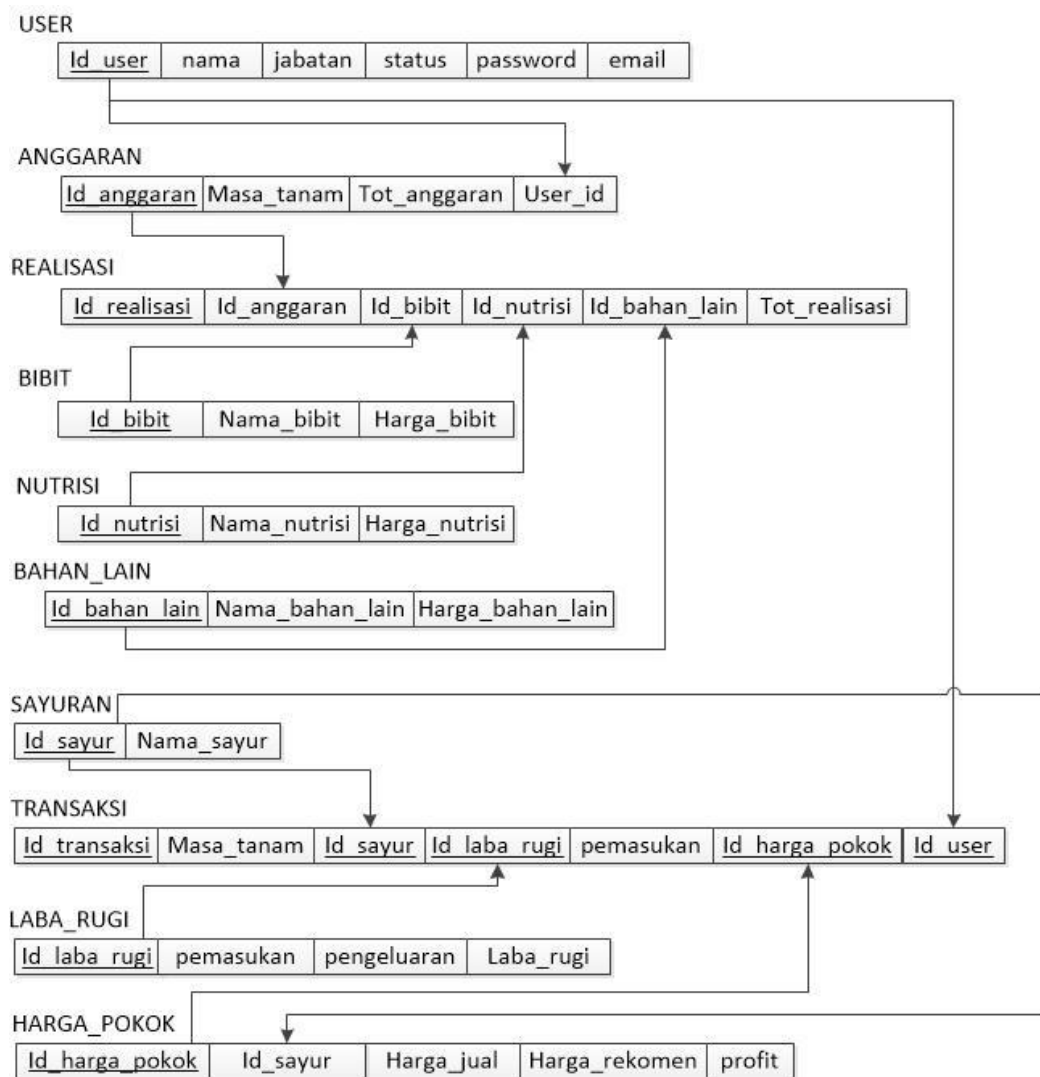 USER
Id_user nama jabatan status password email
ANGGARAN
Id_anggaran Masa_tanam Tot_anggaran User_id
REALISASI
Id_realisasi Id_anggaran Id_bibit Id_nutrisi Id_bahan_lain Tot_realisasi
BIBIT
Id_bibit Nama_bibit Harga_bibit
NUTRISI
Id_nutrisi Nama_nutrisi Harga_nutrisi
BAHAN_LAIN
Id_bahan_lain Nama_bahan_lain Harga_bahan_lain
SAYURAN
Id_sayur Nama_sayur
TRANSAKSI
Id_transaksi Masa_tanam Id_sayur Id_laba_rugi pemasukan Id_harga_pokok Id_user
LABA_RUGI
Id_laba_rugi pemasukan pengeluaran Laba_rugi
HARGA_POKOK
Id_harga_pokok Id_sayur Harga_jual Harga_rekomen profit